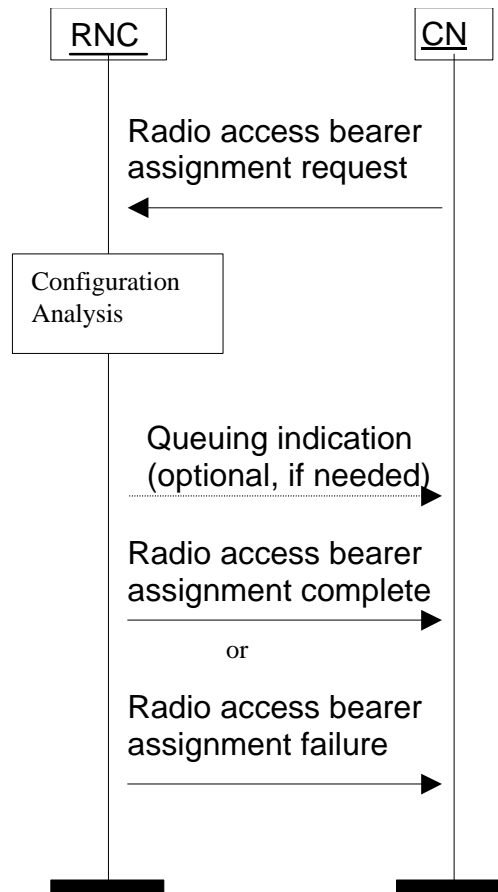 RNC
CN
Radio access bearer
assignment request
Configuration
Analysis
Queuing indication
(optional, if needed)
Radio access bearer
assignment complete
or
Radio access bearer
assignment failure